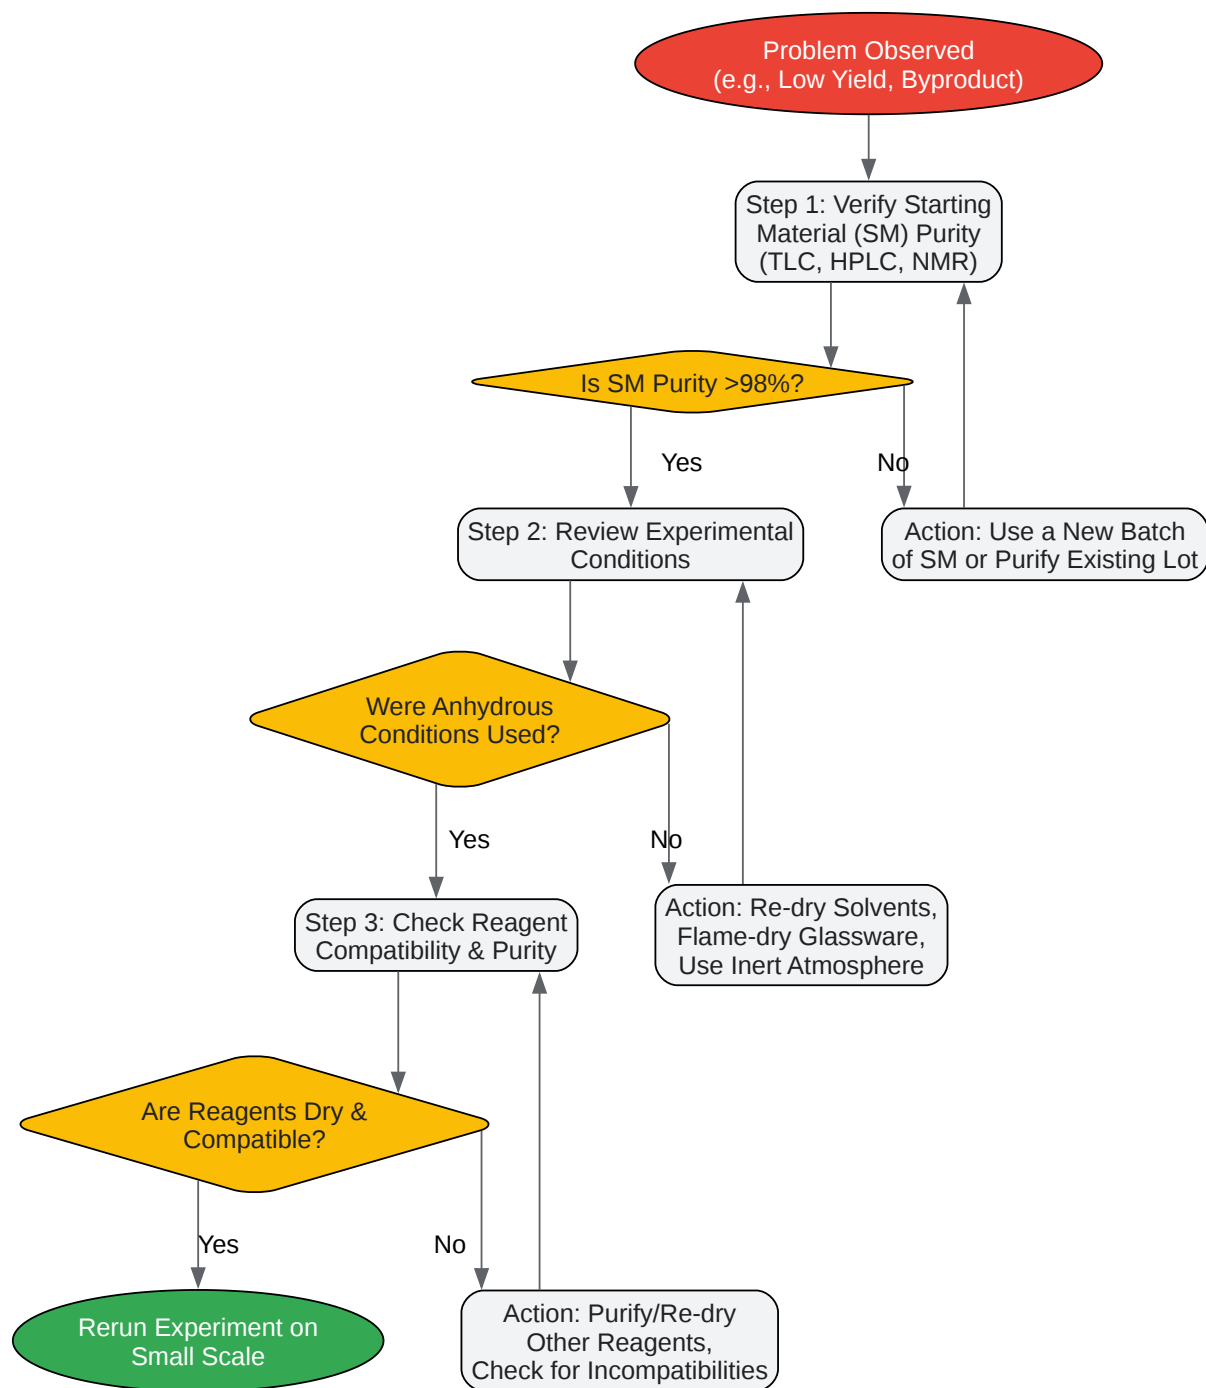 Problem Observed
(e.g., Low Yield, Byproduct)
Step 1: Verify Starting
Material (SM) Purity
(TLC, HPLC, NMR)
Is SM Purity >98%?
Yes
No
Step 2: Review Experimental
Conditions
Action: Use a New Batch
of SM or Purify Existing Lot
Were Anhydrous
Conditions Used?
Yes
No
Step 3: Check Reagent
Compatibility & Purity
Action: Re-dry Solvents,
Flame-dry Glassware,
Use Inert Atmosphere
Are Reagents Dry &
Compatible?
Yes
No
Rerun Experiment on
Small Scale
Action: Purify/Re-dry
Other Reagents,
Check for Incompatibilities